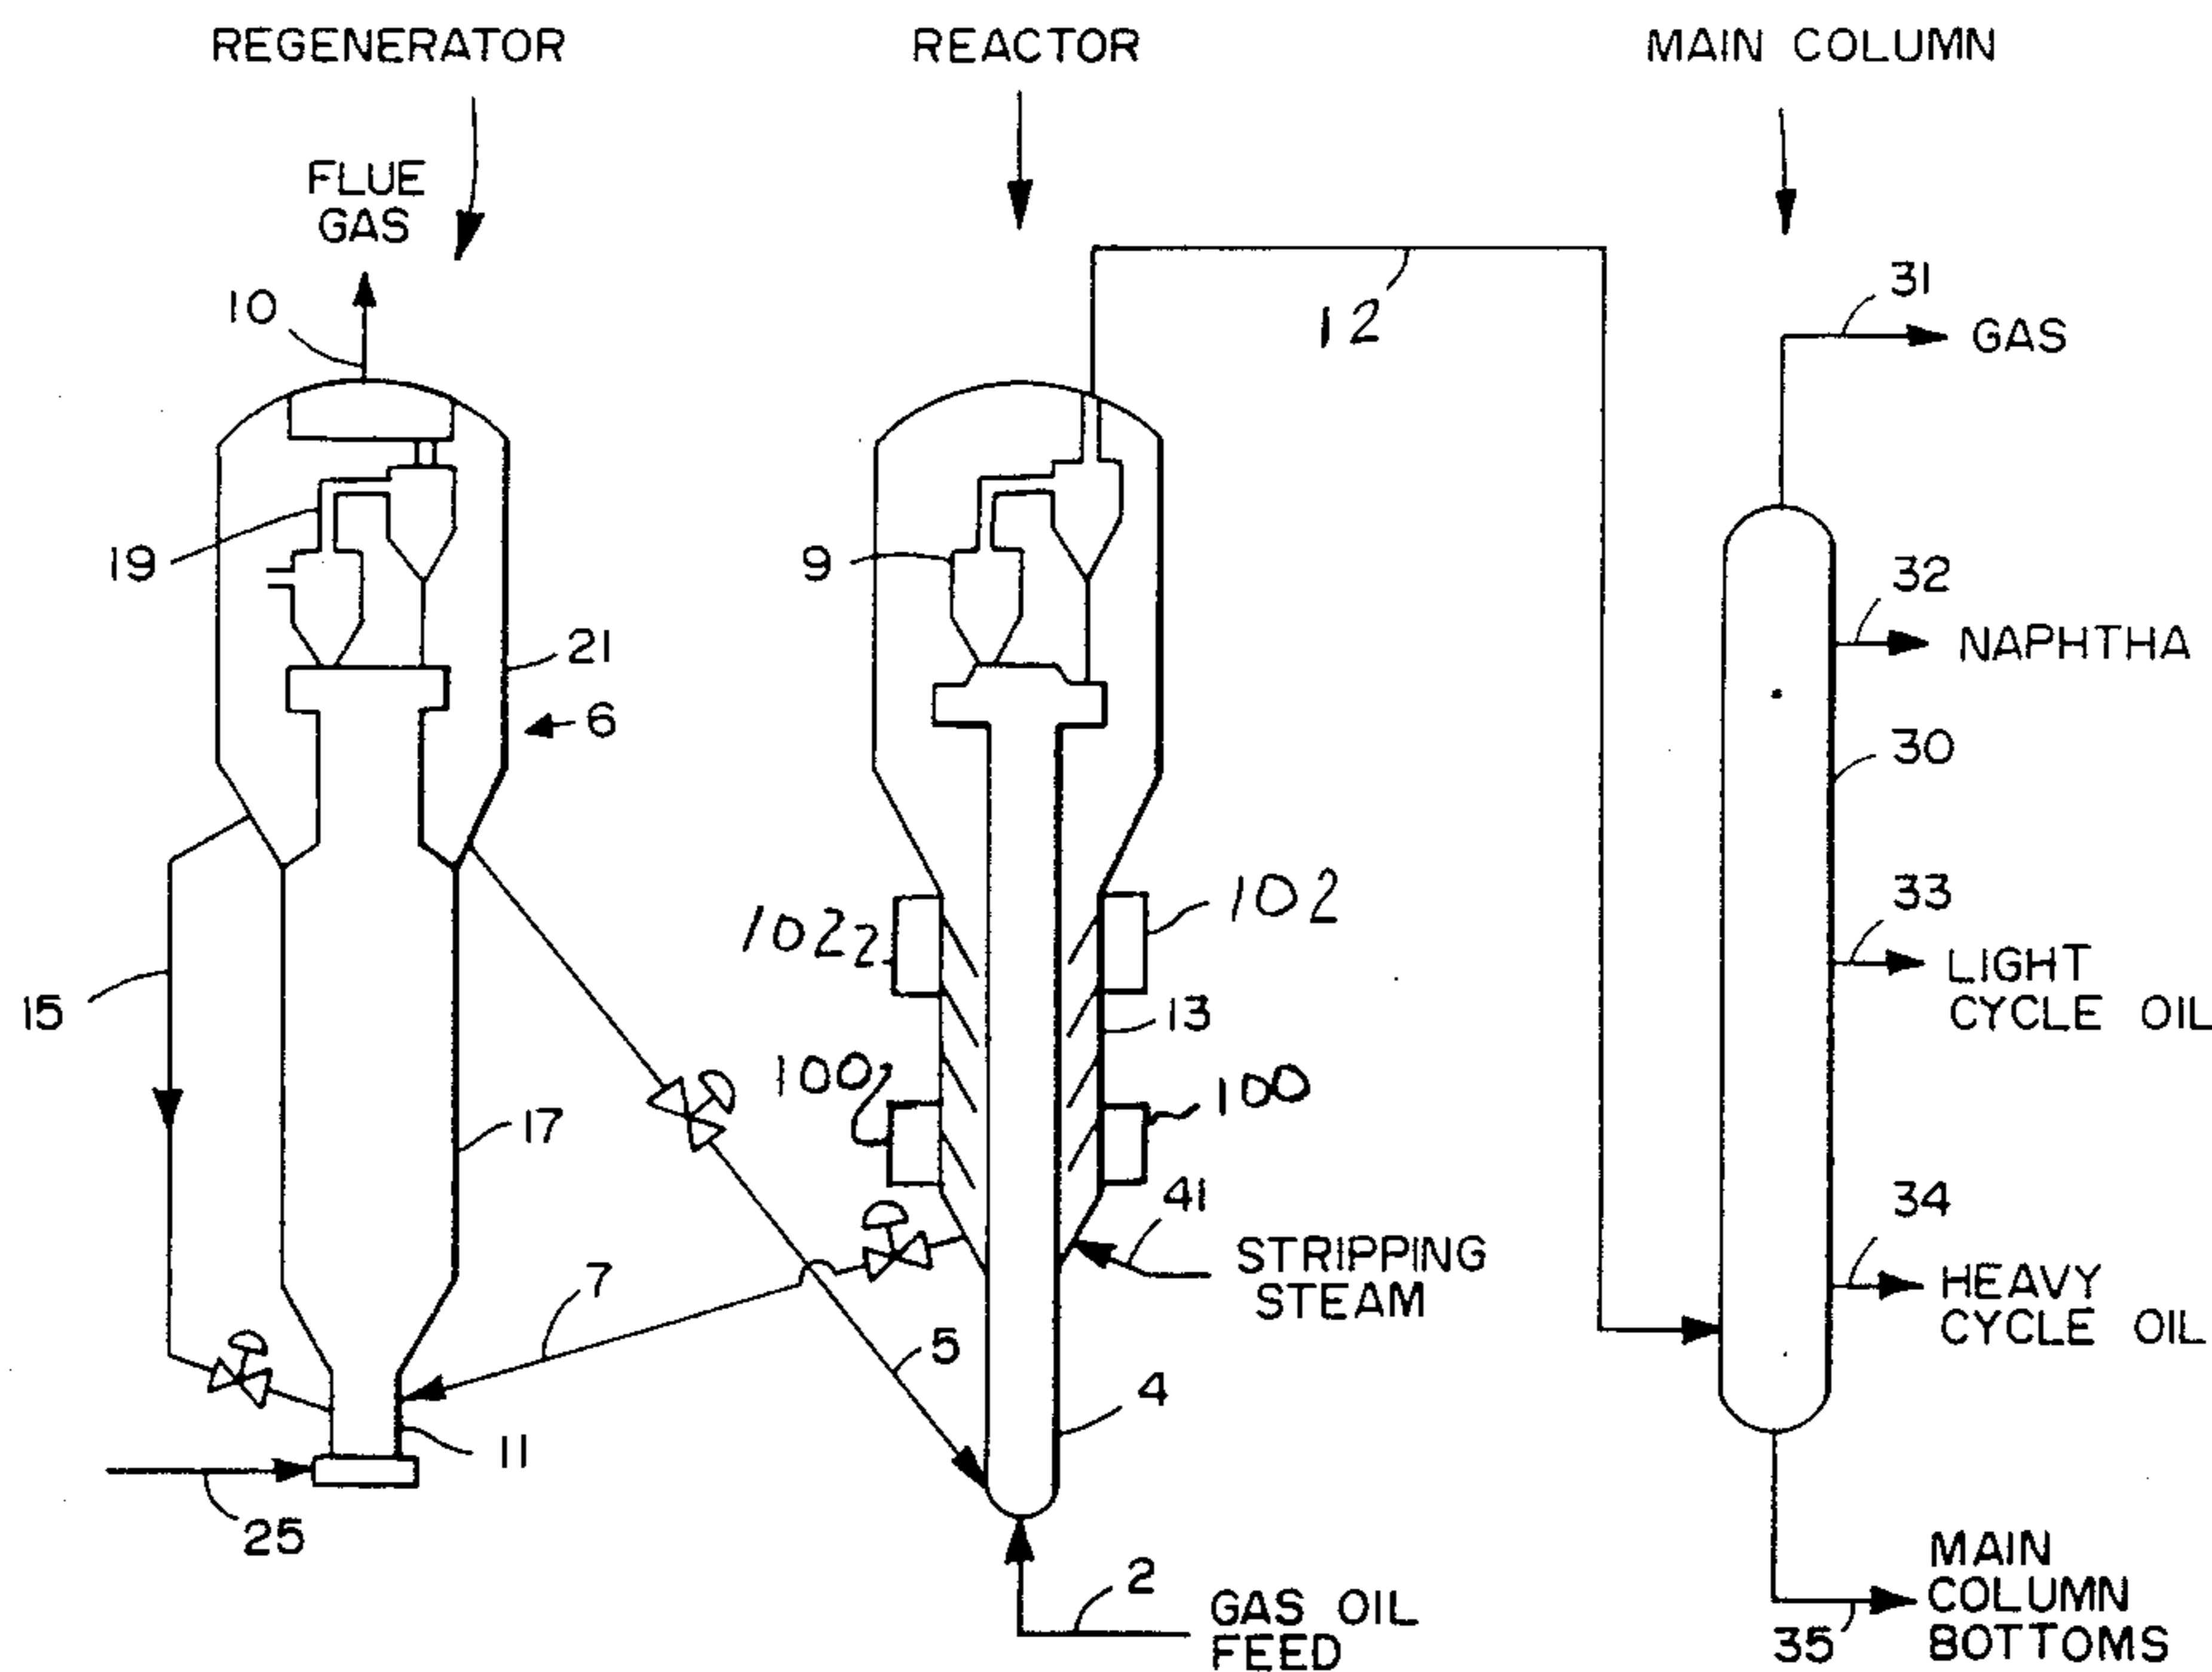 REGENERATOR
REACTOR
MAIN COLUMN
FLUE
GAS
10
12
31
GAS
19
9
32
NAPHTHA
21
6
30
102
1022
102
33
LIGHT
CYCLE OIL
15
13
100
100
17
41
STRIPPING
STEAM
34
HEAVY
CYCLE OIL
7
5
4
11
25
2
GAS OIL
FEED
MAIN
COLUMN
BOTTOMS
35